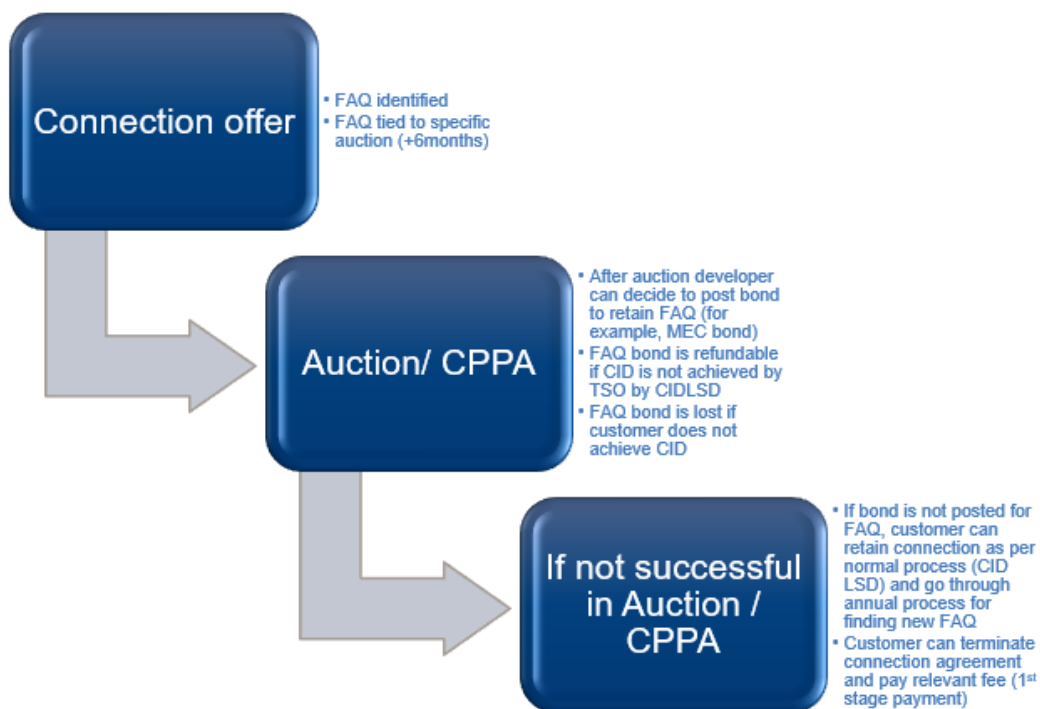 Connection offer
• FAQ identified
• FAQ tied to specific
auction (+6months)
Auction/ CPPA
• After auction developer
can decide to post bond
to retain FAQ (for
example, MEC bond)
• FAQ bond is refundable
if CID is not achieved by
TSO by CIDLSD
• FAQ bond is lost if
customer does not
achieve CID
If not successful
in Auction /
CPPA
• If bond is not posted for
FAQ, customer can
retain connection as per
normal process (CID
LSD) and go through
annual process for
finding new FAQ
• Customer can terminate
connection agreement
and pay relevant fee (1st
stage payment)